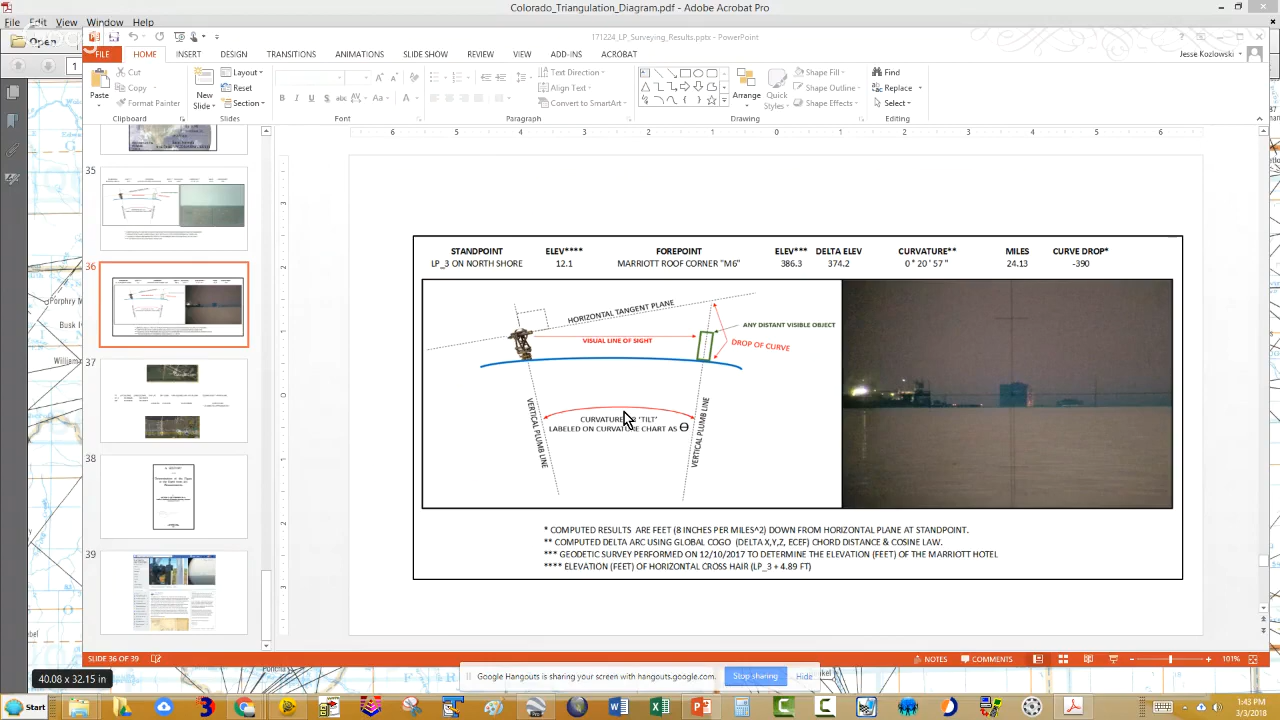 Colorado_Triangulation_Diagram.pdf - Adobe Acrobat Pro
Open
171224_LP_Surveying_Results.pptx - PowerPoint
FILE HOME INSERT DESIGN TRANSITIONS ANIMATIONS SLIDE SHOW REVIEW VIEW ADD-INS ACROBAT
Jesse Kozlowski
Paste
Cut
Copy
Format Painter
Clipboard
New
Slide
Layout
Reset
Section
Slides
Font
Text Direction
Align Text
Convert to SmartArt
Paragraph
Arrange
Quick
Styles
Shape Fill
Shape Outline
Shape Effects
Drawing
Find
Replace
Select
Editing
35
36
37
38
39
STANDPOINT ELEV**** FOREPOINT ELEV*** DELTA ELEV CURVATURE** MILES CURVE DROP*
LP_3 ON NORTH SHORE 12.1 MARRIOTT ROOF CORNER "M6" 386.3 374.2 0 ° 20 ' 57 " 24.13 -390
HORIZONTAL TANGENT PLANE
ANY DISTANT VISIBLE OBJECT
VISUAL LINE OF SIGHT
DROP OF CURVE
VERTICAL PLUMB LINE
VERTICAL PLUMB LINE
LABELED ON CURVATURE CHART AS Θ
* COMPUTED RESULTS ARE FEET (8 INCHES PER MILES^2) DOWN FROM HORIZONTAL PLANE AT STANDPOINT.
** COMPUTED DELTA ARC USING GLOBAL COGO (DELTA X,Y,Z, ECEF) CHORD DISTANCE & COSINE LAW.
*** GEODETIC SURVEY PERFORMED ON 12/10/2017 TO DETERMINE THE ELEVATION (FEET) OF THE MARRIOTT HOTEL
**** ELEVATION (FEET) OF HORIZONTAL CROSS HAIR (LP_3 + 4.89 FT)
SLIDE 36 OF 39
NOTES
COMMENTS
101%
40.08 x 32.15 in
Google Hangouts is sharing your screen with hangouts.google.com.
Stop sharing
Hide
Start
1:43 PM
3/3/2018